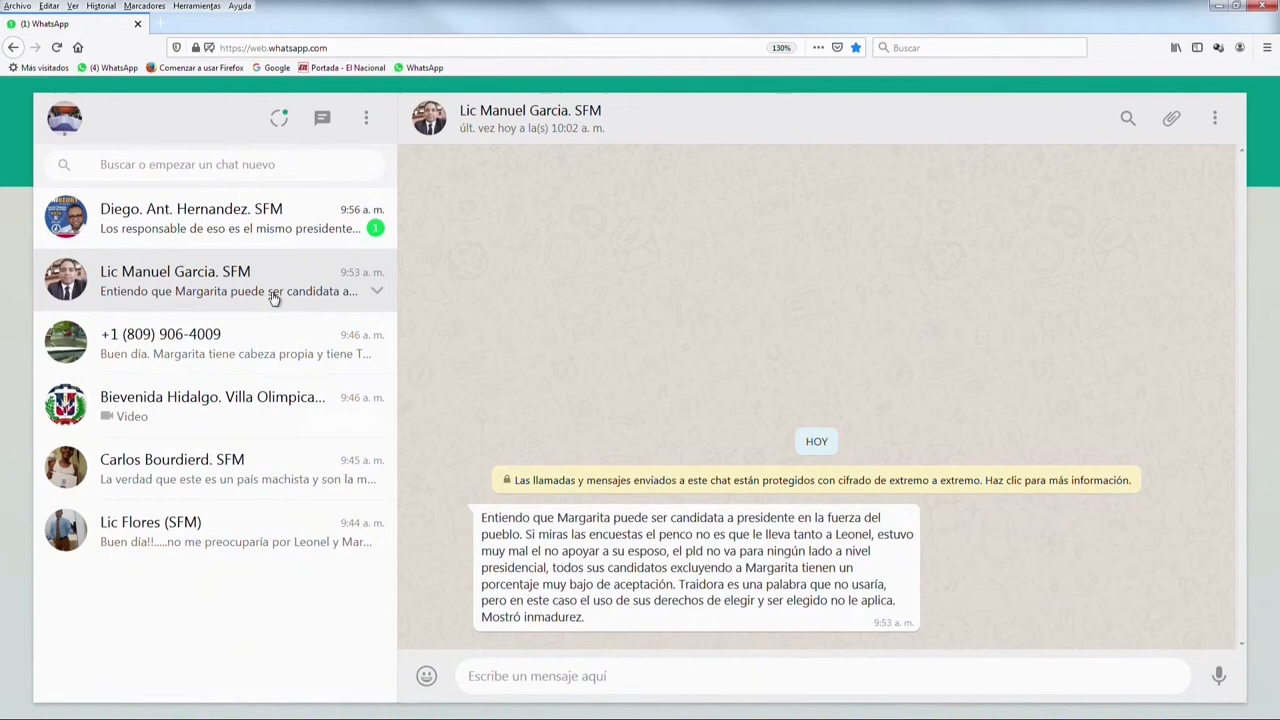 Archivo Editar Ver Historial Marcadores Herramientas Ayuda
(1) WhatsApp
https://web.whatsapp.com
130%
Buscar
Más visitados
(4) WhatsApp
Comenzar a usar Firefox
Google
Portada - El Nacional
WhatsApp
Buscar o empezar un chat nuevo
Diego. Ant. Hernandez. SFM
9:56 a. m.
Los responsable de eso es el mismo presidente...
1
Lic Manuel Garcia. SFM
9:53 a. m.
Entiendo que Margarita puede ser candidata a...
+1 (809) 906-4009
9:46 a. m.
Buen día. Margarita tiene cabeza propia y tiene T...
Bievenida Hidalgo. Villa Olimpica...
9:46 a. m.
Video
Carlos Bourdierd. SFM
9:45 a. m.
La verdad que este es un país machista y son la m...
Lic Flores (SFM)
9:44 a. m.
Buen día!!.....no me preocuparía por Leonel y Mar...
Lic Manuel Garcia. SFM
últ. vez hoy a la(s) 10:02 a. m.
HOY
Las llamadas y mensajes enviados a este chat están protegidos con cifrado de extremo a extremo. Haz clic para más información.
Entiendo que Margarita puede ser candidata a presidente en la fuerza del
pueblo. Si miras las encuestas el penco no es que le lleva tanto a Leonel, estuvo
muy mal el no apoyar a su esposo, el pld no va para ningún lado a nivel
presidencial, todos sus candidatos excluyendo a Margarita tienen un
porcentaje muy bajo de aceptación. Traidora es una palabra que no usaría,
pero en este caso el uso de sus derechos de elegir y ser elegido no le aplica.
Mostró inmadurez.
9:53 a. m.
Escribe un mensaje aquí